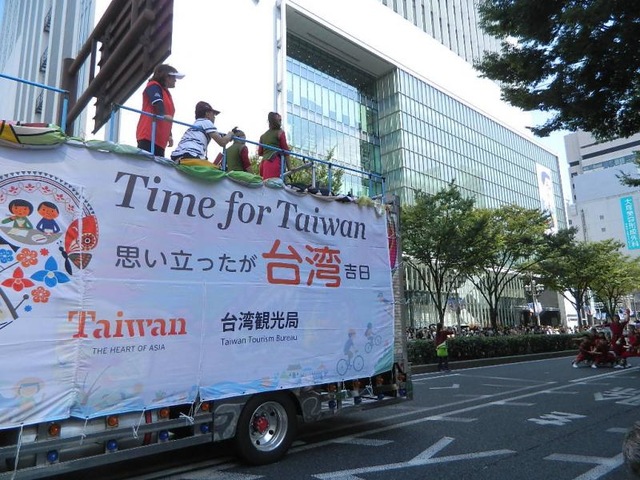 Time for Taiwan
思い立ったが台湾吉日
Taiwan
THE HEART OF ASIA
台湾観光局
Taiwan Tourism Bureau